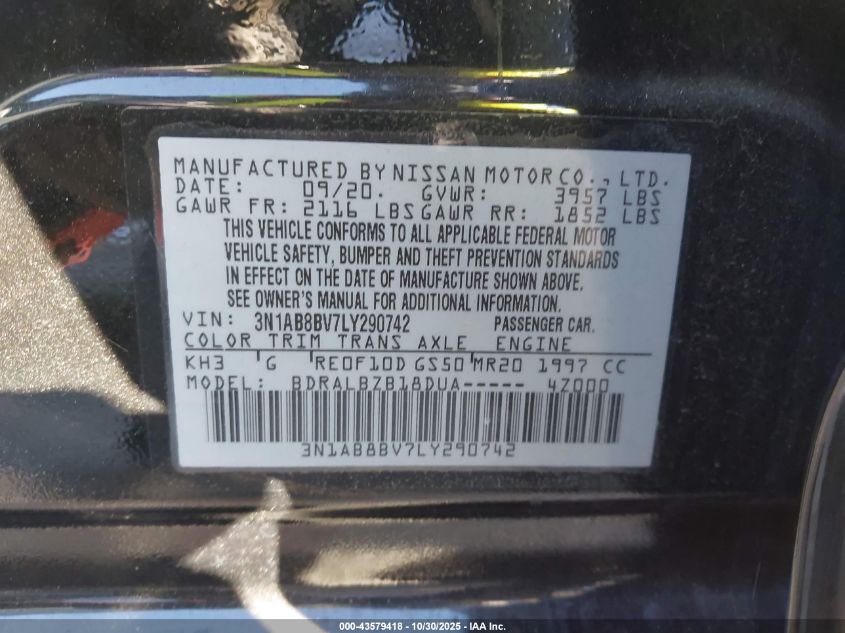 MANUFACTURED BY NISSAN MOTOR CO., LTD.
DATE: 09/20. GVWR: 3957 LBS
GAWR FR: 2116 LBS GAWR RR: 1852 LBS
THIS VEHICLE CONFORMS TO ALL APPLICABLE FEDERAL MOTOR
VEHICLE SAFETY, BUMPER AND THEFT PREVENTION STANDARDS
IN EFFECT ON THE DATE OF MANUFACTURE SHOWN ABOVE.
SEE OWNER'S MANUAL FOR ADDITIONAL INFORMATION.
VIN: 3N1AB8BV7LY290742 PASSENGER CAR.
COLOR TRIM TRANS AXLE ENGINE
KH3 G RE0F10D GS50 MR20 1997 CC
MODEL: BDRALBZB18DUA----- 4Z000
3N1AB8BV7LY290742
000-43579418 - 10/30/2025 - IAA Inc.